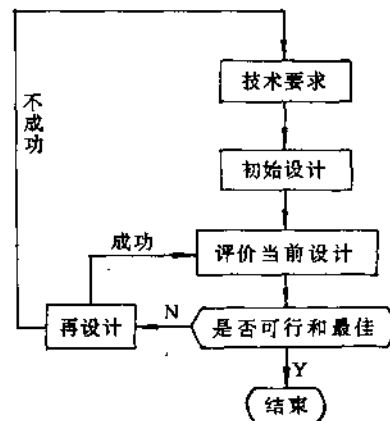 技术要求
不成功
初始设计
成功
评价当前设计
再设计
N
是否可行和最佳
Y
结束